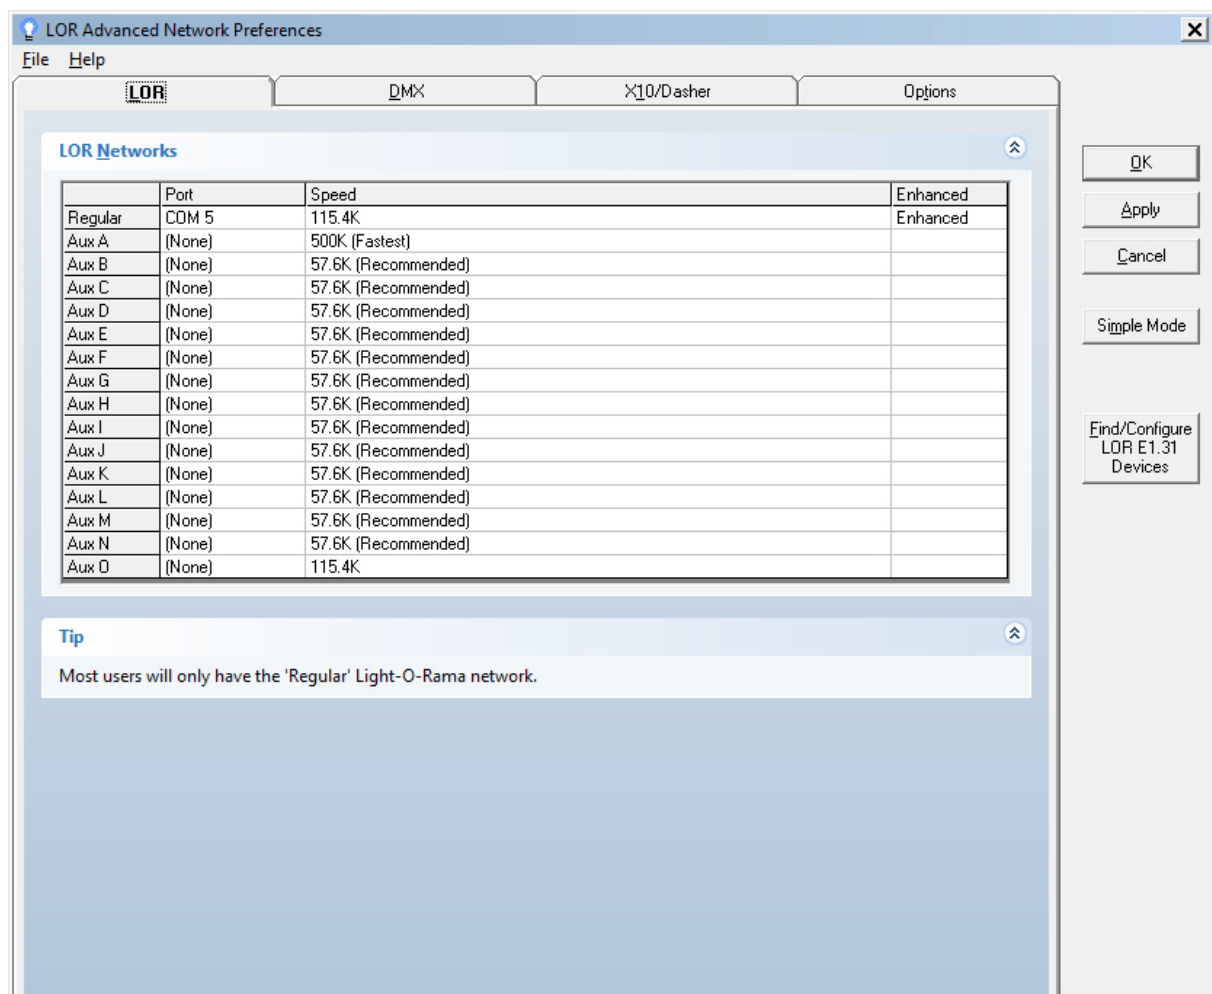 LOR Advanced Network Preferences
File Help
LOR DMX X10/Dasher Options
LOR Networks
Port Speed Enhanced
Regular COM 5 115.4K Enhanced
Aux A (None) 500K (Fastest)
Aux B (None) 57.6K (Recommended)
Aux C (None) 57.6K (Recommended)
Aux D (None) 57.6K (Recommended)
Aux E (None) 57.6K (Recommended)
Aux F (None) 57.6K (Recommended)
Aux G (None) 57.6K (Recommended)
Aux H (None) 57.6K (Recommended)
Aux I (None) 57.6K (Recommended)
Aux J (None) 57.6K (Recommended)
Aux K (None) 57.6K (Recommended)
Aux L (None) 57.6K (Recommended)
Aux M (None) 57.6K (Recommended)
Aux N (None) 57.6K (Recommended)
Aux O (None) 115.4K
Tip
Most users will only have the 'Regular' Light-O-Rama network.
OK
Apply
Cancel
Simple Mode
Find/Configure
LOR E1.31
Devices